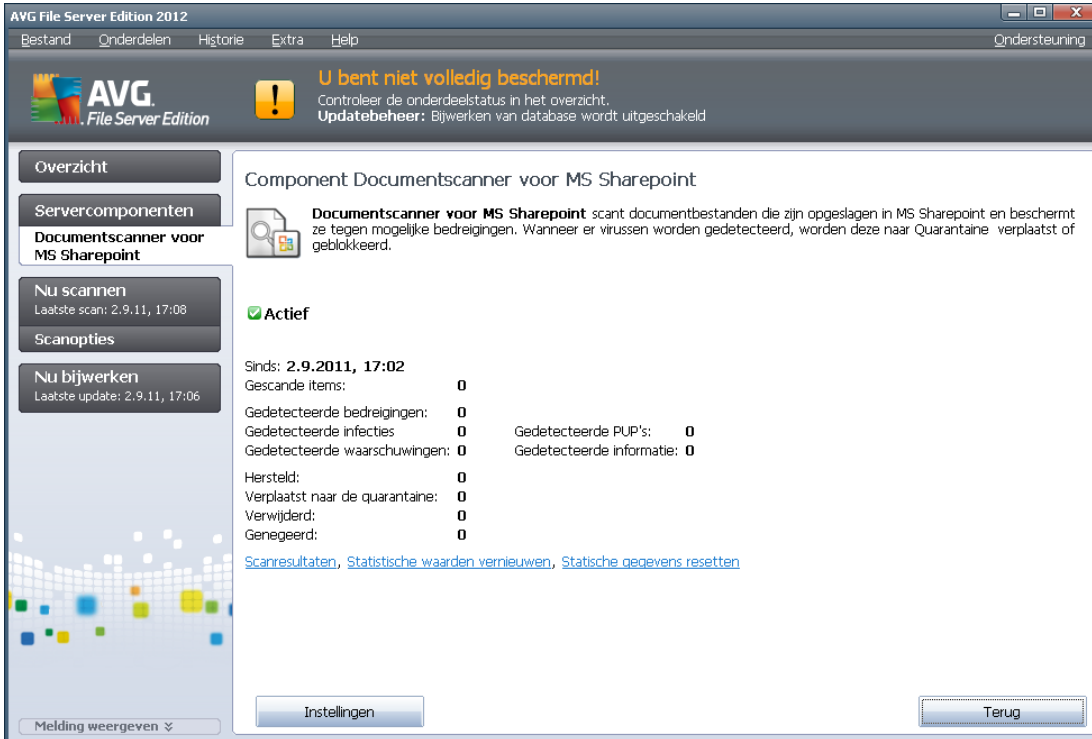 AVG File Server Edition 2012
Bestand Onderdelen Historie Extra Help Ondersteuning
AVG.
File Server Edition
U bent niet volledig beschermd!
Controleer de onderdeelstatus in het overzicht.
Updatebeheer: Bijwerken van database wordt uitgeschakeld
Overzicht
Servercomponenten
Documentscanner voor
MS Sharepoint
Nu scannen
Laatste scan: 2.9.11, 17:08
Scanopties
Nu bijwerken
Laatste update: 2.9.11, 17:06
Melding weergeven
Component Documentscanner voor MS Sharepoint
Documentscanner voor MS Sharepoint scant documentbestanden die zijn opgeslagen in MS Sharepoint en beschermt
ze tegen mogelijke bedreigingen. Wanneer er virussen worden gedetecteerd, worden deze naar Quarantaine verplaatst of
geblokkeerd.
Actief
Sinds: 2.9.2011, 17:02
Gescande items: 0
Gedetecteerde bedreigingen: 0
Gedetecteerde infecties 0 Gedetecteerde PUP's: 0
Gedetecteerde waarschuwingen: 0 Gedetecteerde informatie: 0
Hersteld: 0
Verplaatst naar de quarantaine: 0
Verwijderd: 0
Genegeerd: 0
Scanresultaten, Statistische waarden vernieuwen, Statische gegevens resetten
Instellingen Terug